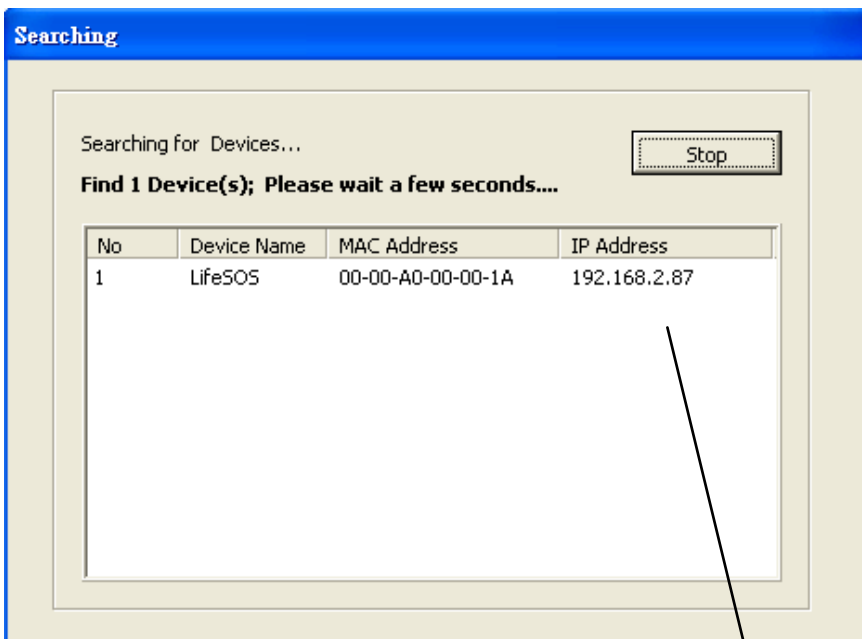 Searching
Searching for Devices...
Stop
Find 1 Device(s); Please wait a few seconds....
No Device Name MAC Address IP Address
1 LifeSOS 00-00-A0-00-00-1A 192.168.2.87